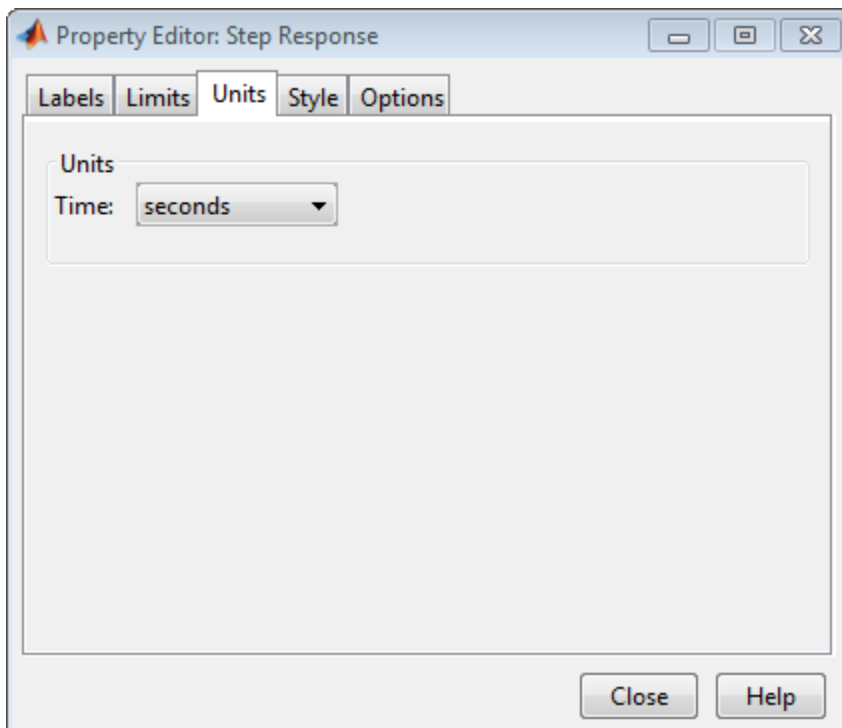 Property Editor: Step Response
Labels Limits Units Style Options
Units
Time: seconds
Close Help